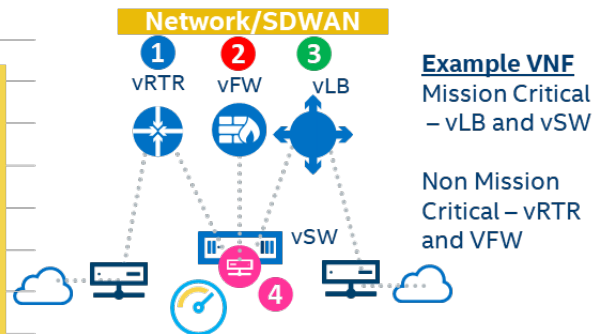 Network/SDWAN
1
2
3
vRTR
vFW
vLB
Example VNF
Mission Critical
– vLB and vSW
Non Mission
Critical – vRTR
and VFW
vSW
4